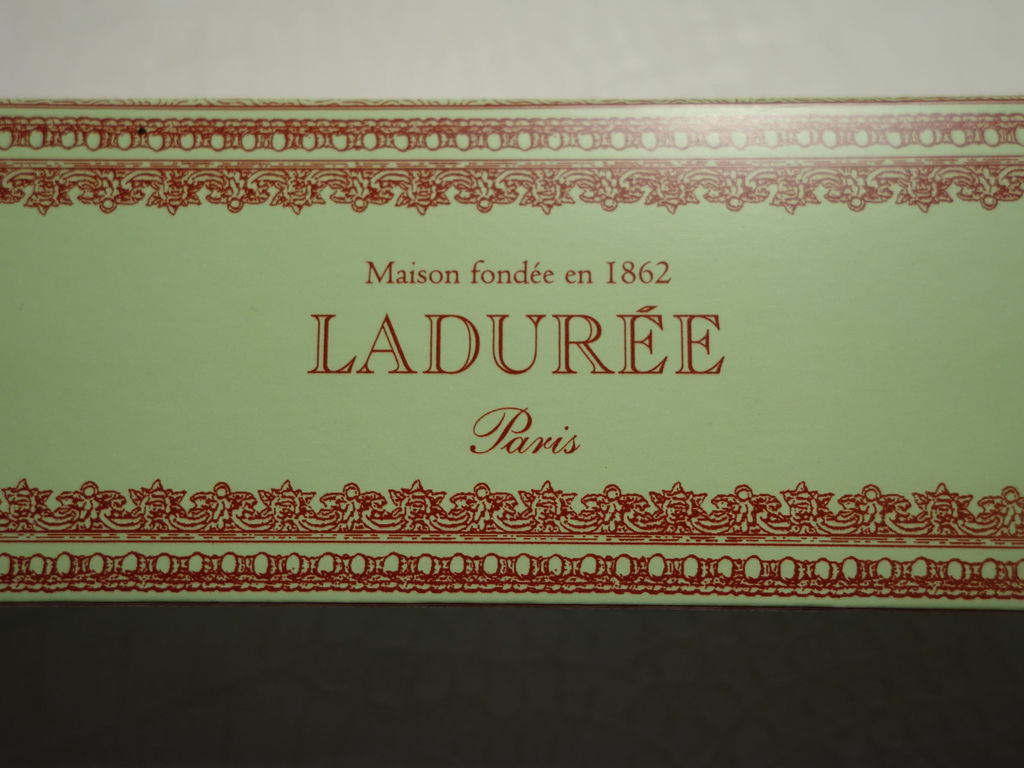 Maison fondée en 1862
LADURÉE
Paris